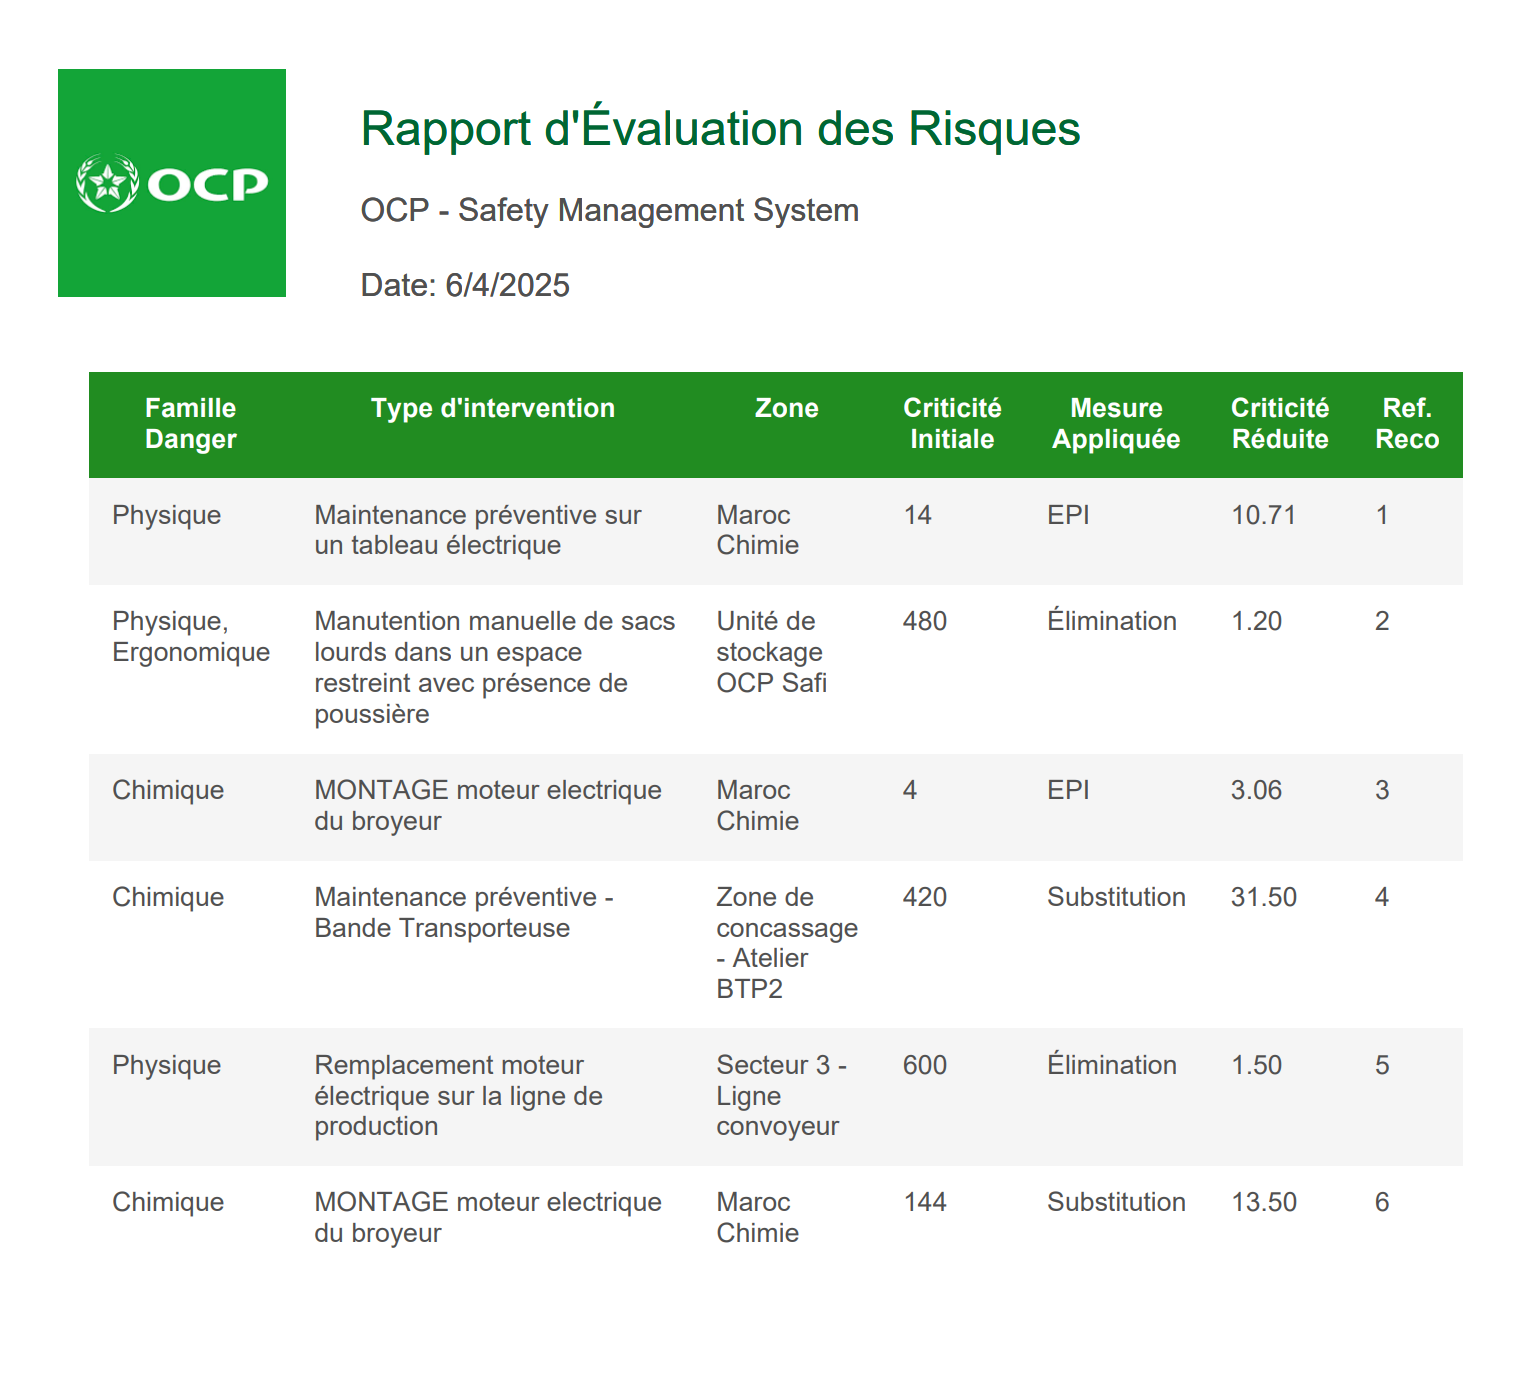 OCP
Rapport d'Évaluation des Risques
OCP - Safety Management System
Date: 6/4/2025
Famille Danger Type d'intervention Zone Criticité Initiale Mesure Appliquée Criticité Réduite Ref. Reco
Physique Maintenance préventive sur un tableau électrique Maroc Chimie 14 EPI 10.71 1
Physique, Ergonomique Manutention manuelle de sacs lourds dans un espace restreint avec présence de poussière Unité de stockage OCP Safi 480 Élimination 1.20 2
Chimique MONTAGE moteur electrique du broyeur Maroc Chimie 4 EPI 3.06 3
Chimique Maintenance préventive - Bande Transporteuse Zone de concassage - Atelier BTP2 420 Substitution 31.50 4
Physique Remplacement moteur électrique sur la ligne de production Secteur 3 - Ligne convoyeur 600 Élimination 1.50 5
Chimique MONTAGE moteur electrique du broyeur Maroc Chimie 144 Substitution 13.50 6